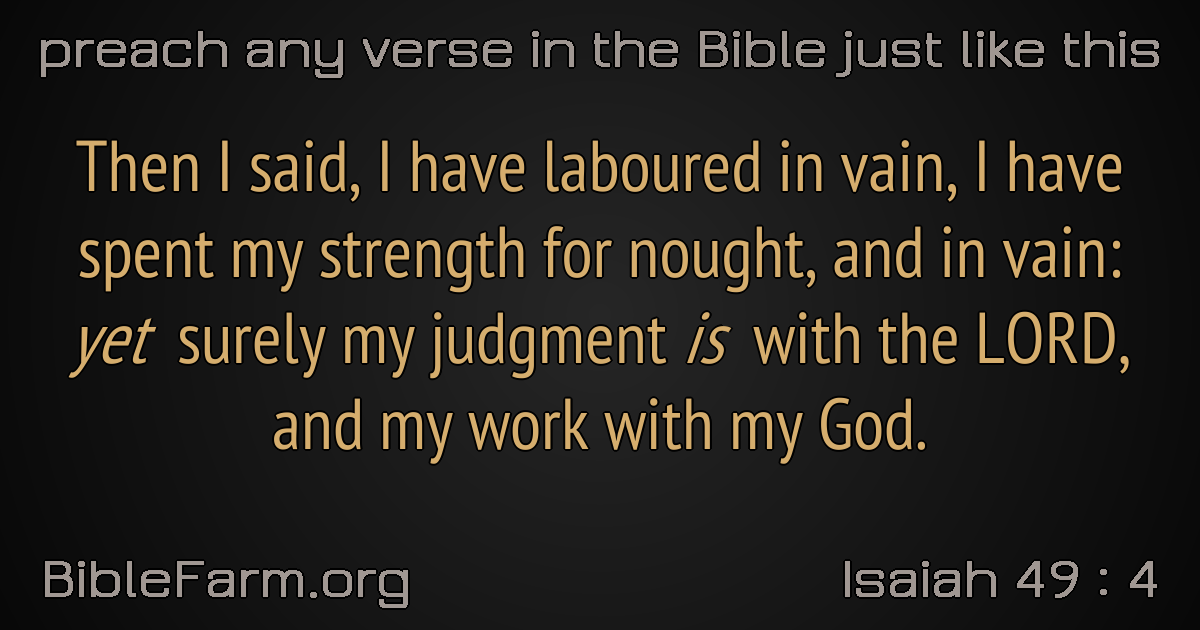 preach any verse in the Bible just like this
Then I said, I have laboured in vain, I have
spent my strength for nought, and in vain:
yet surely my judgment is with the LORD,
and my work with my God.
BibleFarm.org
Isaiah 49 : 4